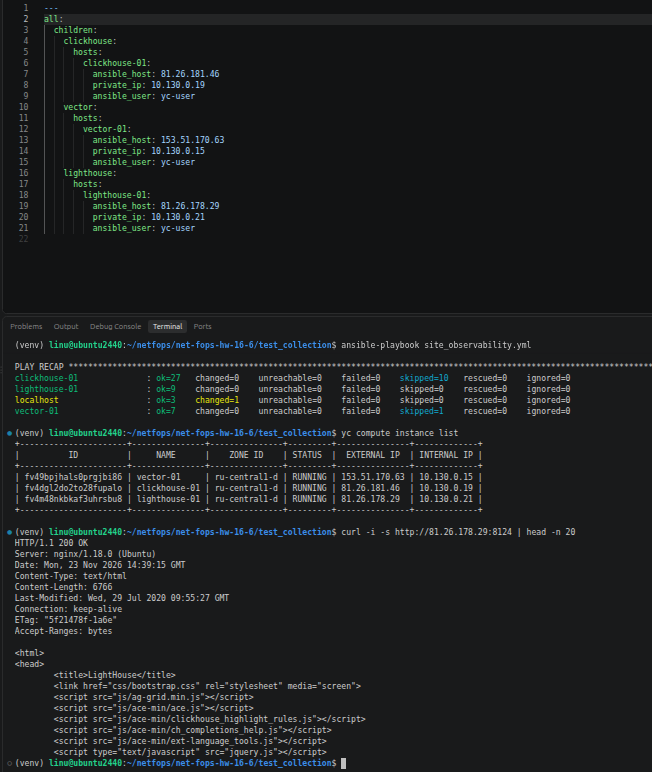 1 ---
2 all:
3 children:
4 clickhouse:
5 hosts:
6 clickhouse-01:
7 ansible_host: 81.26.181.46
8 private_ip: 10.130.0.19
9 ansible_user: yc-user
10 vector:
11 hosts:
12 vector-01:
13 ansible_host: 153.51.170.63
14 private_ip: 10.130.0.15
15 ansible_user: yc-user
16 lighthouse:
17 hosts:
18 lighthouse-01:
19 ansible_host: 81.26.178.29
20 private_ip: 10.130.0.21
21 ansible_user: yc-user
22
Problems Output Debug Console Terminal Ports
(venv) linu@ubuntu2440:~/netfops/net-fops-hw-16-6/test_collection$ ansible-playbook site_observability.yml
PLAY RECAP ************************************************************************************************************************
clickhouse-01 : ok=27 changed=0 unreachable=0 failed=0 skipped=10 rescued=0 ignored=0
lighthouse-01 : ok=9 changed=0 unreachable=0 failed=0 skipped=0 rescued=0 ignored=0
localhost : ok=3 changed=1 unreachable=0 failed=0 skipped=0 rescued=0 ignored=0
vector-01 : ok=7 changed=0 unreachable=0 failed=0 skipped=1 rescued=0 ignored=0
(venv) linu@ubuntu2440:~/netfops/net-fops-hw-16-6/test_collection$ yc compute instance list
+----------------------+---------------+---------------+---------+---------------+-------------+
| ID | NAME | ZONE ID | STATUS | EXTERNAL IP | INTERNAL IP |
+----------------------+---------------+---------------+---------+---------------+-------------+
| fv49bpjhals0prgjbi86 | vector-01 | ru-central1-d | RUNNING | 153.51.170.63 | 10.130.0.15 |
| fv4dgl2do2to28fupalo | clickhouse-01 | ru-central1-d | RUNNING | 81.26.181.46 | 10.130.0.19 |
| fv4m48nkbkaf3uhrsbu8 | lighthouse-01 | ru-central1-d | RUNNING | 81.26.178.29 | 10.130.0.21 |
+----------------------+---------------+---------------+---------+---------------+-------------+
(venv) linu@ubuntu2440:~/netfops/net-fops-hw-16-6/test_collection$ curl -i -s http://81.26.178.29:8124 | head -n 20
HTTP/1.1 200 OK
Server: nginx/1.18.0 (Ubuntu)
Date: Mon, 23 Nov 2026 14:39:15 GMT
Content-Type: text/html
Content-Length: 6766
Last-Modified: Wed, 29 Jul 2020 09:55:27 GMT
Connection: keep-alive
ETag: "5f21478f-1a6e"
Accept-Ranges: bytes
<html>
<head>
<title>LightHouse</title>
<link href="css/bootstrap.css" rel="stylesheet" media="screen">
<script src="js/ag-grid.min.js"></script>
<script src="js/ace-min/ace.js"></script>
<script src="js/ace-min/clickhouse_highlight_rules.js"></script>
<script src="js/ace-min/ch_completions_help.js"></script>
<script src="js/ace-min/ext-language_tools.js"></script>
<script type="text/javascript" src="jquery.js"></script>
(venv) linu@ubuntu2440:~/netfops/net-fops-hw-16-6/test_collection$